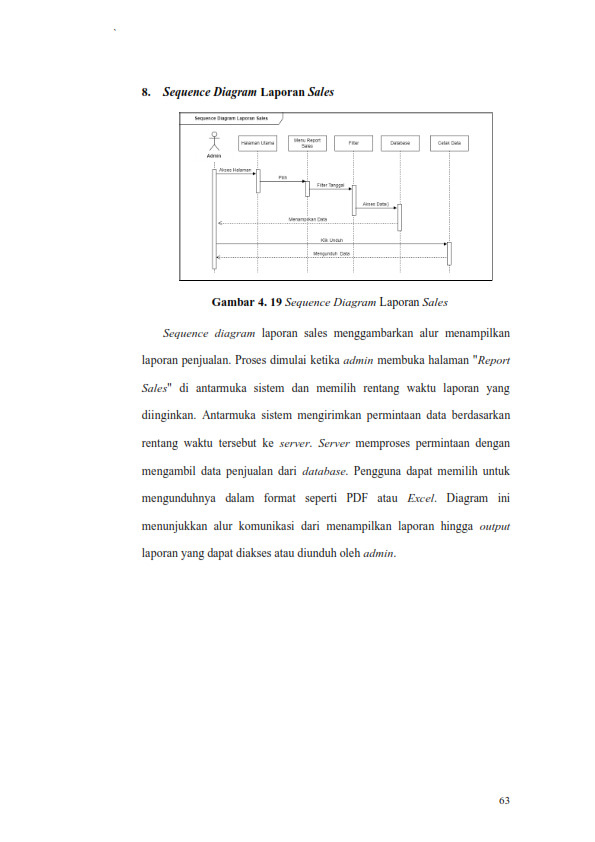 8. Sequence Diagram Laporan Sales
Sequence Diagram Laporan Sales
Admin
Halaman Utama
Menu Report
Sales
Filter
Database
Cetak Data
Akses Halaman
Pilih
Filter Tanggal
Akses Data()
Menampilkan Data
Klik Unduh
Mengunduh Data
Gambar 4. 19 Sequence Diagram Laporan Sales
Sequence diagram laporan sales menggambarkan alur menampilkan
laporan penjualan. Proses dimulai ketika admin membuka halaman "Report
Sales" di antarmuka sistem dan memilih rentang waktu laporan yang
diinginkan. Antarmuka sistem mengirimkan permintaan data berdasarkan
rentang waktu tersebut ke server. Server memproses permintaan dengan
mengambil data penjualan dari database. Pengguna dapat memilih untuk
mengunduhnya dalam format seperti PDF atau Excel. Diagram ini
menunjukkan alur komunikasi dari menampilkan laporan hingga output
laporan yang dapat diakses atau diunduh oleh admin.
63